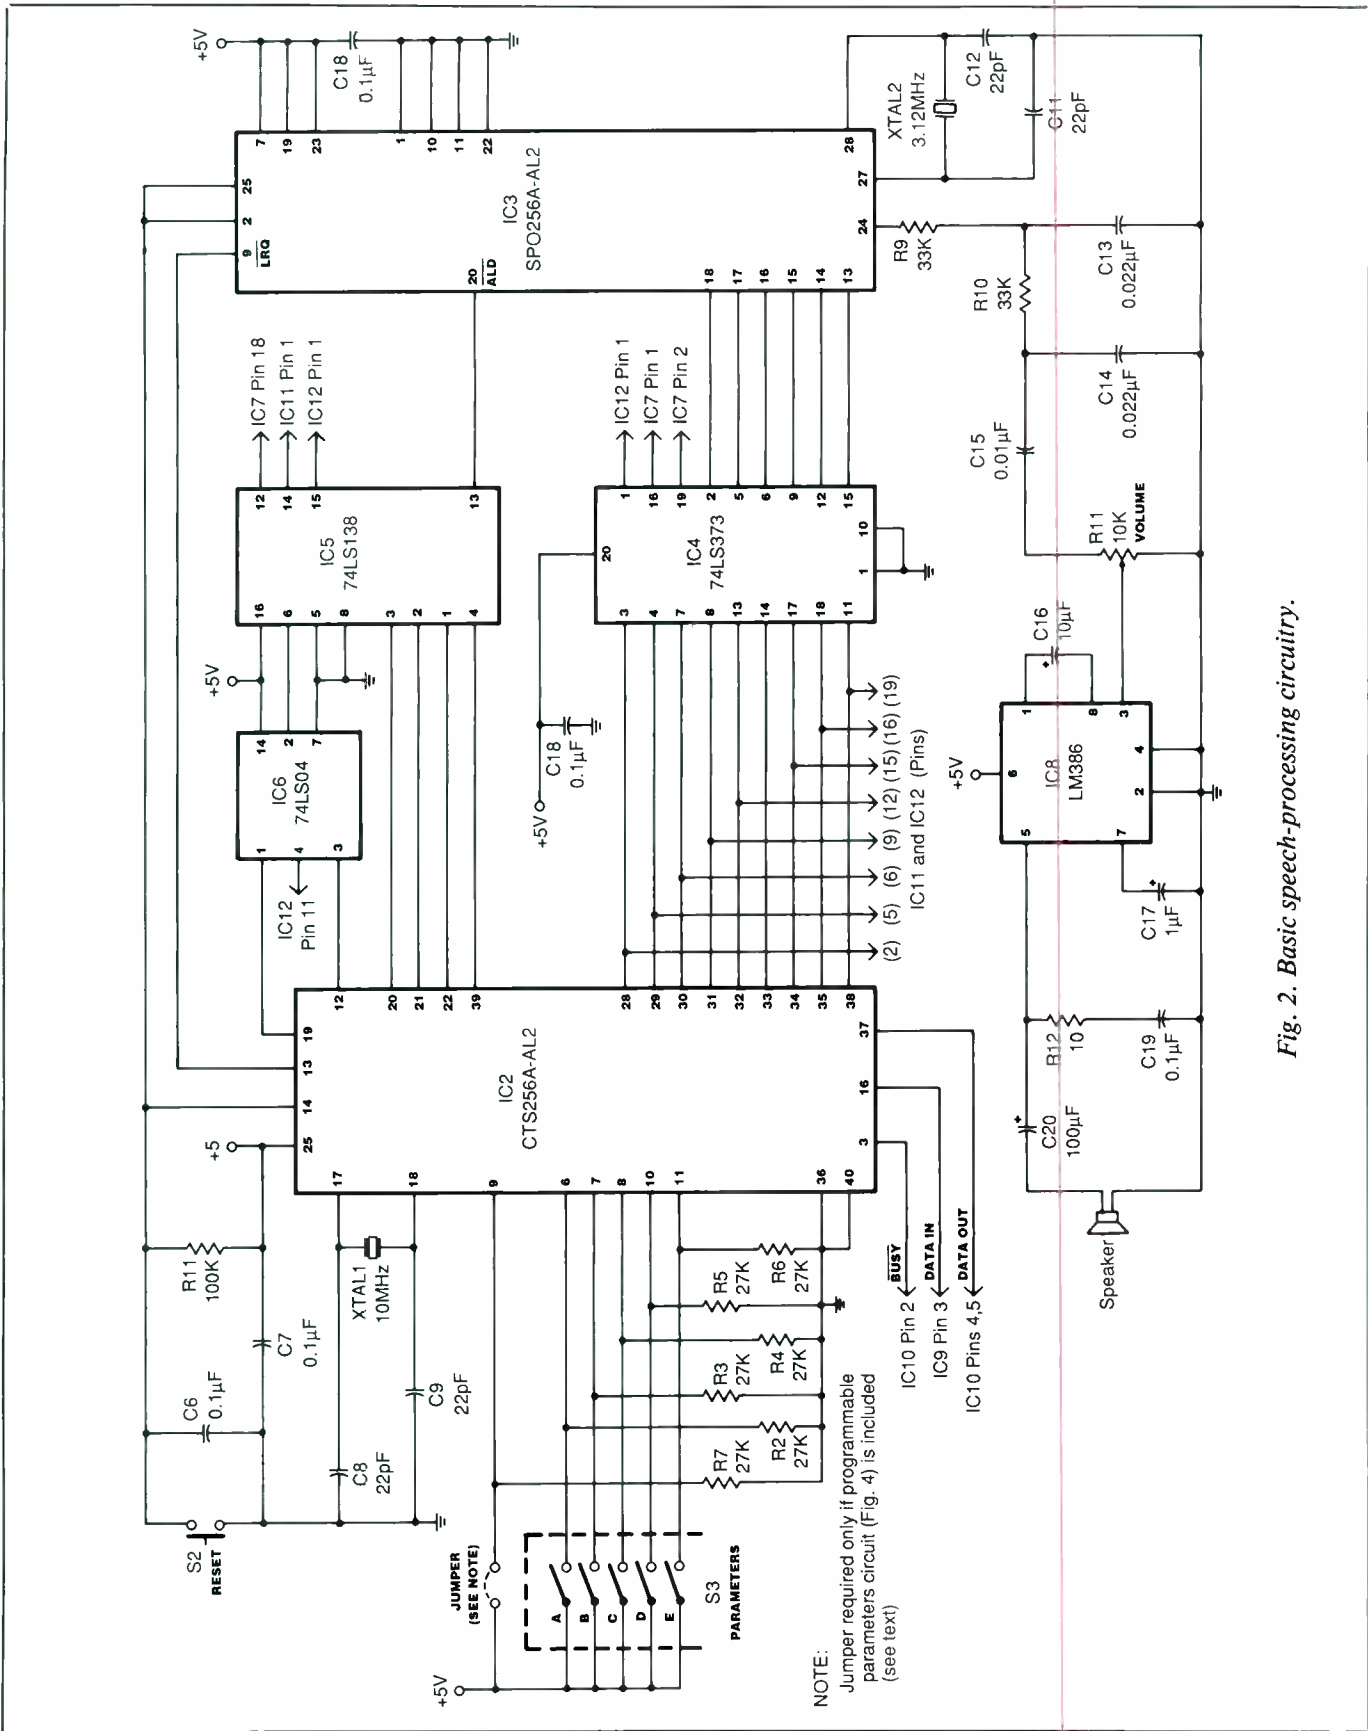 +5V
C18
0.1µF
7
19
23
1
10
11
22
25
2
9
LRQ
20
ALD
IC3
SPO256A-AL2
18
17
16
15
14
13
24
27
28
XTAL2
3.12MHz
C12
22pF
C11
22pF
R9
33K
R10
33K
C13
0.022µF
C14
0.022µF
C15
0.01µF
R11
10K
VOLUME
IC7 Pin 18
IC11 Pin 1
IC12 Pin 1
12
14
15
13
IC5
74LS138
16
6
5
8
3
2
1
4
+5V
IC12 Pin 1
IC7 Pin 1
IC7 Pin 2
1
16
19
2
5
6
9
12
15
20
10
1
IC4
74LS373
3
4
7
8
13
14
17
18
11
+5V
C18
0.1µF
14
2
7
IC6
74LS04
1
4
3
IC12
Pin 11
(2) (5) (6) (9) (12) (15) (16) (19)
IC11 and IC12 (Pins)
C16
10µF
+5V
6
1
8
3
4
2
5
7
IC8
LM386
C17
1µF
R12
10
C19
0.1µF
C20
100µF
Speaker
19
13
14
25
12
20
21
22
39
28
29
30
31
32
33
34
35
38
37
16
3
IC2
CTS256A-AL2
17
18
9
6
7
8
10
11
36
40
+5
R11
100K
C7
0.1µF
C6
0.1µF
S2
RESET
XTAL1
10MHz
C8
22pF
C9
22pF
JUMPER
(SEE NOTE)
+5V
A
B
C
D
E
S3
PARAMETERS
R7
27K
R2
27K
R3
27K
R4
27K
R5
27K
R6
27K
BUSY
IC10 Pin 2
DATA IN
IC9 Pin 3
DATA OUT
IC10 Pins 4,5
NOTE:
Jumper required only if programmable
parameters circuit (Fig. 4) is included
(see text)
Fig. 2. Basic speech-processing circuitry.